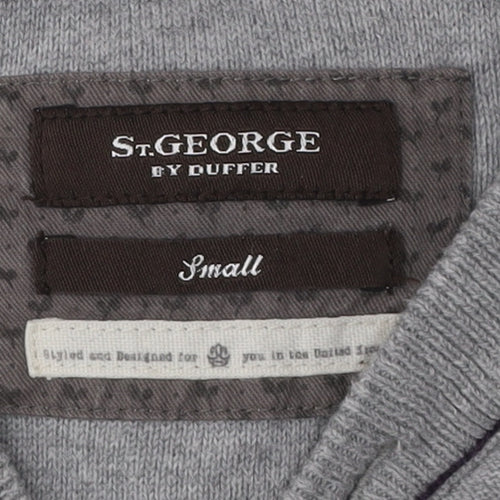 ST.GEORGE
BY DUFFER
Small
Styled and Designed for you in the United